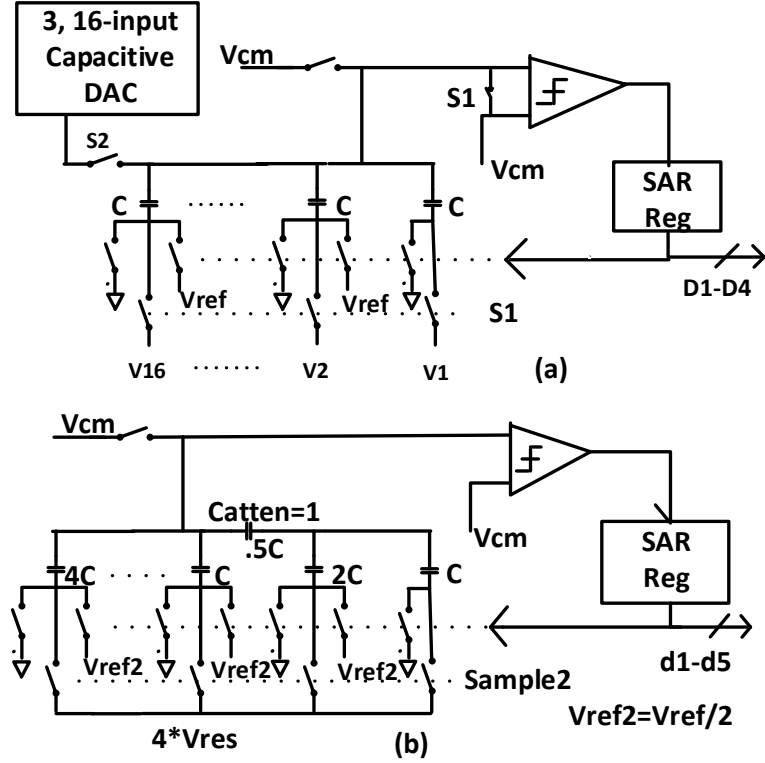 3, 16-input
Capacitive
DAC
Vcm
S1
S2
Vcm
SAR
Reg
C ...... C C
Vref Vref
D1-D4
S1
V16 ....... V2 V1
(a)
Vcm
Catten=1
.5C
Vcm
SAR
Reg
4C .... C 2C C
Vref2 Vref2 Vref2
d1-d5
Sample2
Vref2=Vref/2
4*Vres
(b)